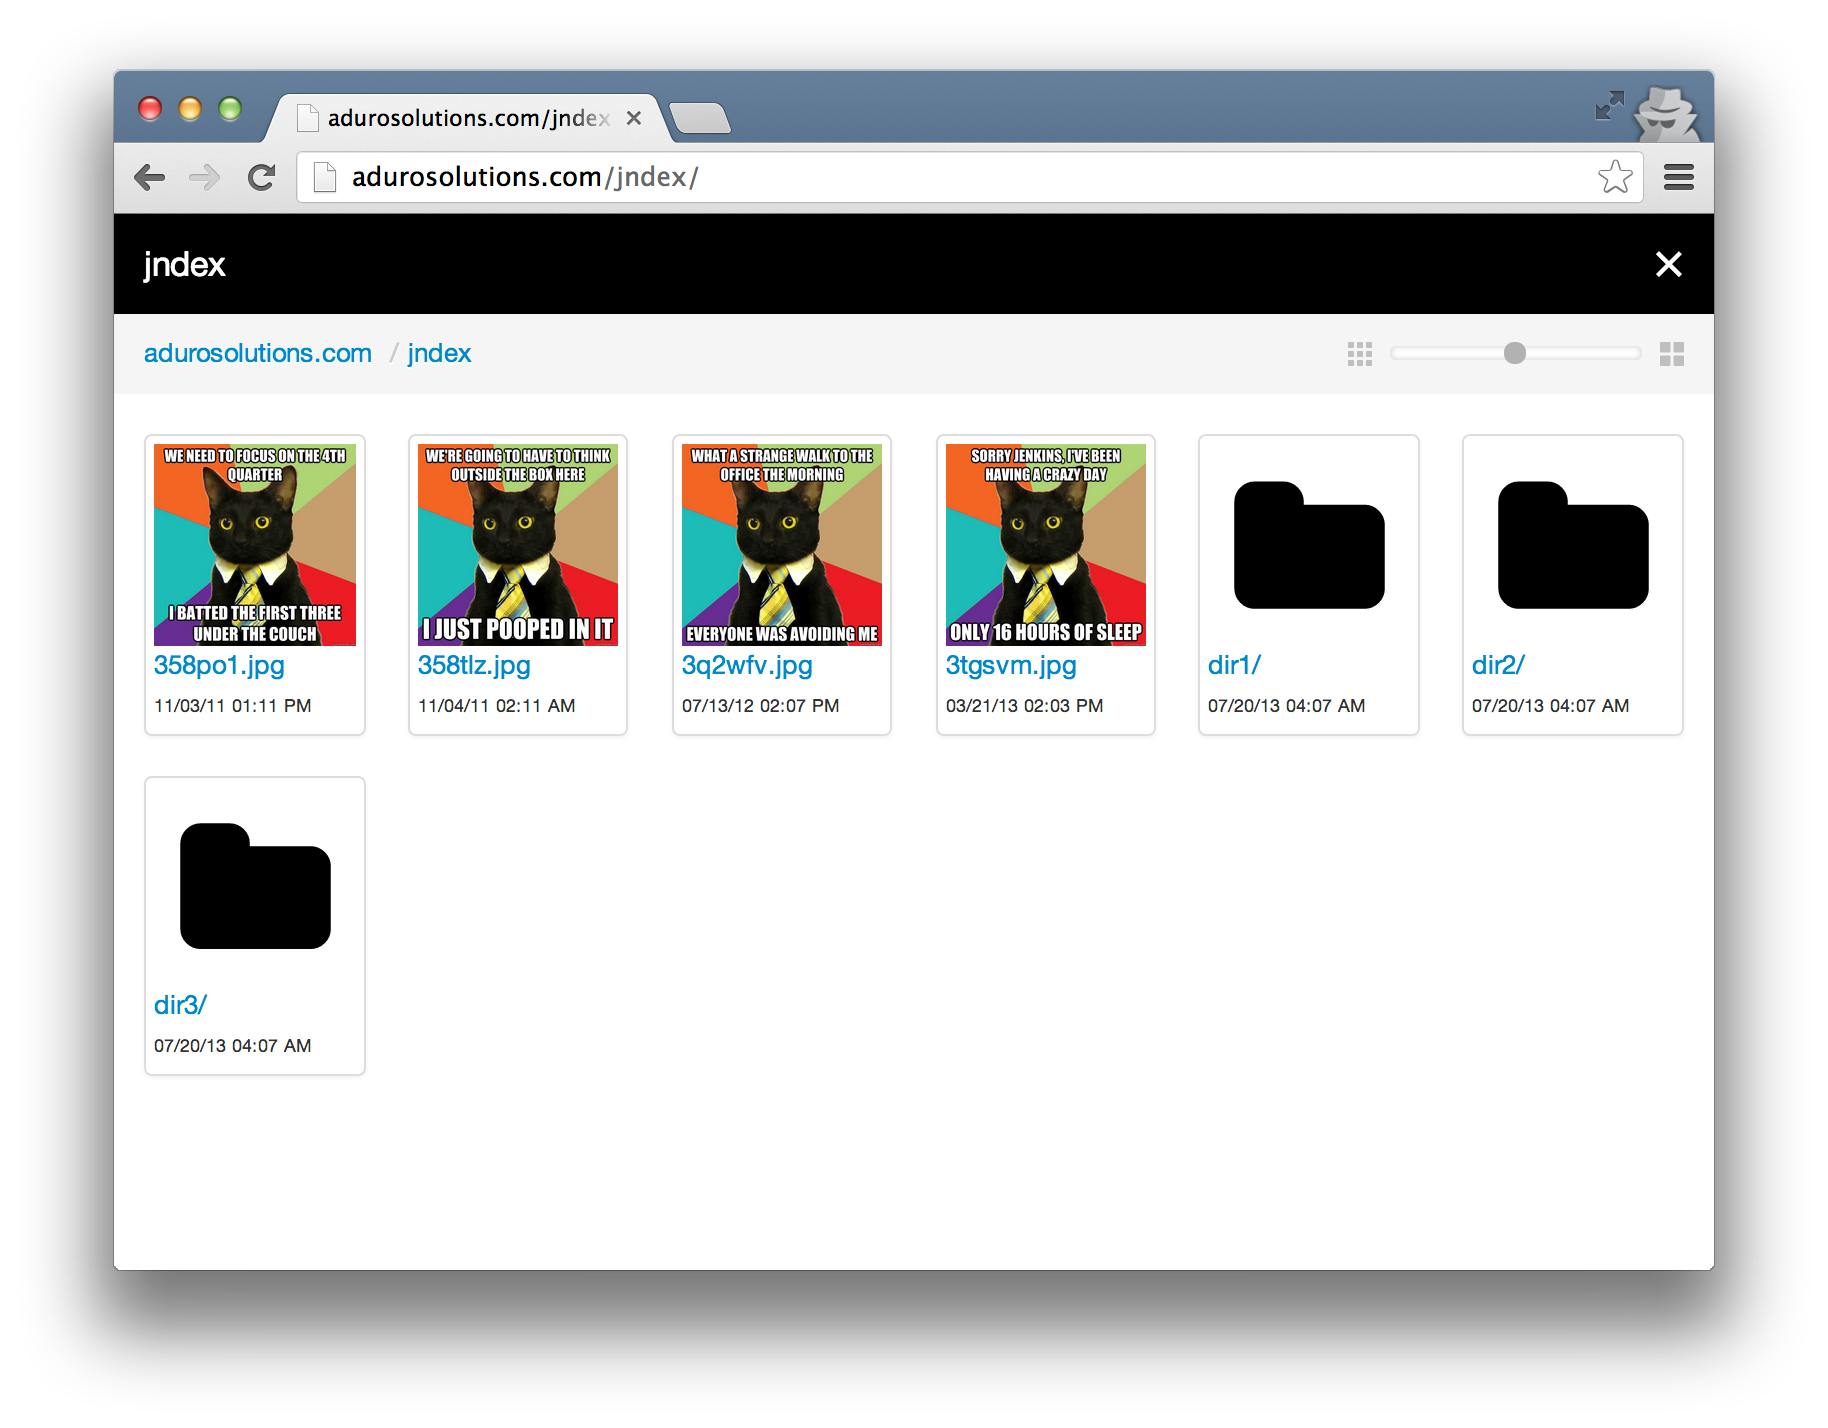 adurosolutions.com/jndex
adurosolutions.com/jndex/
jndex
adurosolutions.com / jndex
WE NEED TO FOCUS ON THE 4TH
QUARTER
I BATTED THE FIRST THREE
UNDER THE COUCH
358po1.jpg
11/03/11 01:11 PM
WE'RE GOING TO HAVE TO THINK
OUTSIDE THE BOX HERE
I JUST POOPED IN IT
358tlz.jpg
11/04/11 02:11 AM
WHAT A STRANGE WALK TO THE
OFFICE THE MORNING
EVERYONE WAS AVOIDING ME
3q2wfv.jpg
07/13/12 02:07 PM
SORRY JENKINS, I'VE BEEN
HAVING A CRAZY DAY
ONLY 16 HOURS OF SLEEP
3tgsvm.jpg
03/21/13 02:03 PM
dir1/
07/20/13 04:07 AM
dir2/
07/20/13 04:07 AM
dir3/
07/20/13 04:07 AM